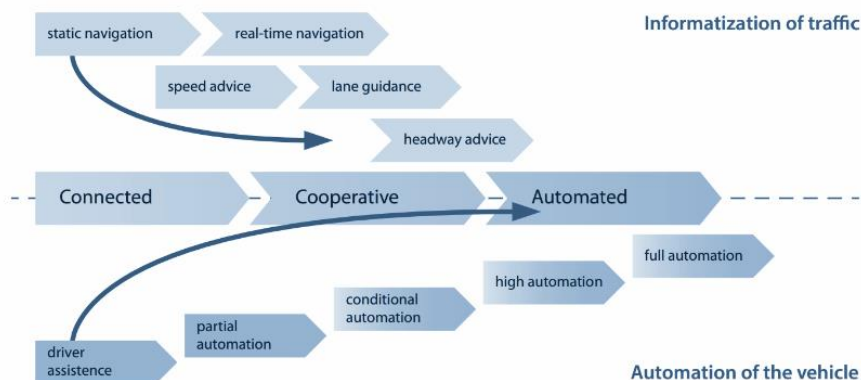 Informatization of traffic
static navigation
real-time navigation
speed advice
lane guidance
headway advice
Connected
Cooperative
Automated
full automation
high automation
conditional
automation
partial
automation
driver
assistence
Automation of the vehicle